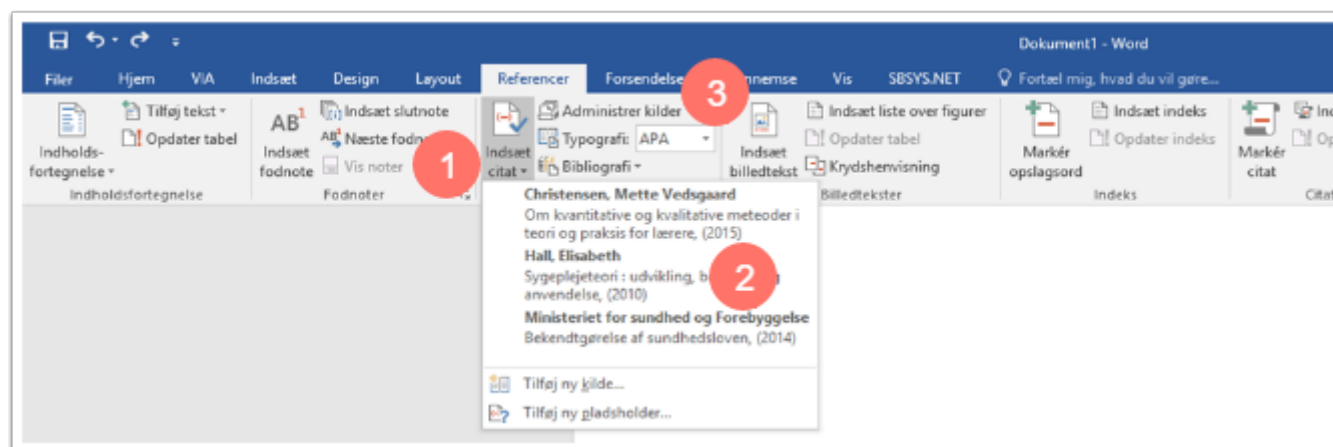 Dokument1 - Word
Filer Hjem VIA Indsæt Design Layout Referencer Forsendelse nnemse Vis SBSYS.NET Fortæl mig, hvad du vil gøre...
3
Tilføj tekst
Indsæt slutnote
Administrer kilder
Indsæt liste over figurer
Indsæt indeks
Ind
AB¹
Opdater tabel
Næste fodn
Typografi: APA
Opdater tabel
Opdater indeks
Op
Indholds-
fortegnelse
Indsæt
fodnote
Vis noter
1
Indsæt
citat
Bibliografi
Indsæt
billedtekst
Krydshenvisning
Markér
opslagsord
Markér
citat
Indholdsfortegnelse Fodnoter Billedtekster Indeks Citat
Christensen, Mette Vedsgaard
Om kvantitative og kvalitative meteoder i
teori og praksis for lærere, (2015)
Hall, Elisabeth
Sygeplejeteori : udvikling, b g
2
anvendelse, (2010)
Ministeriet for sundhed og Forebyggelse
Bekendtgørelse af sundhedsloven, (2014)
Tilføj ny kilde...
Tilføj ny pladsholder...